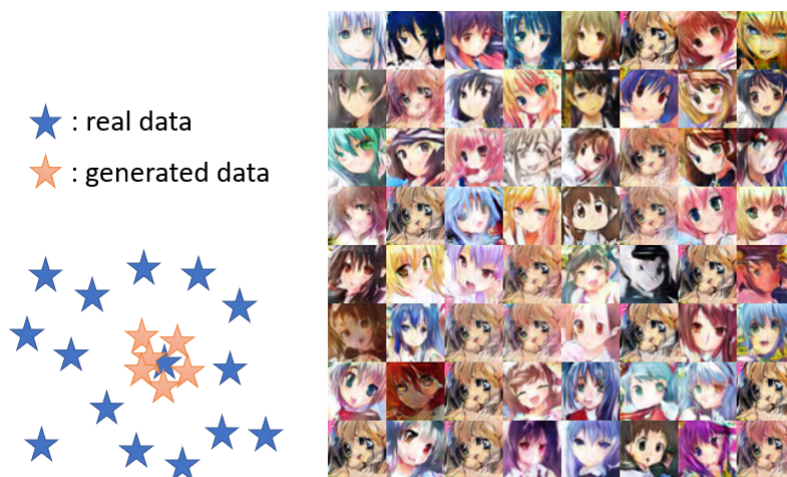 : real data
: generated data